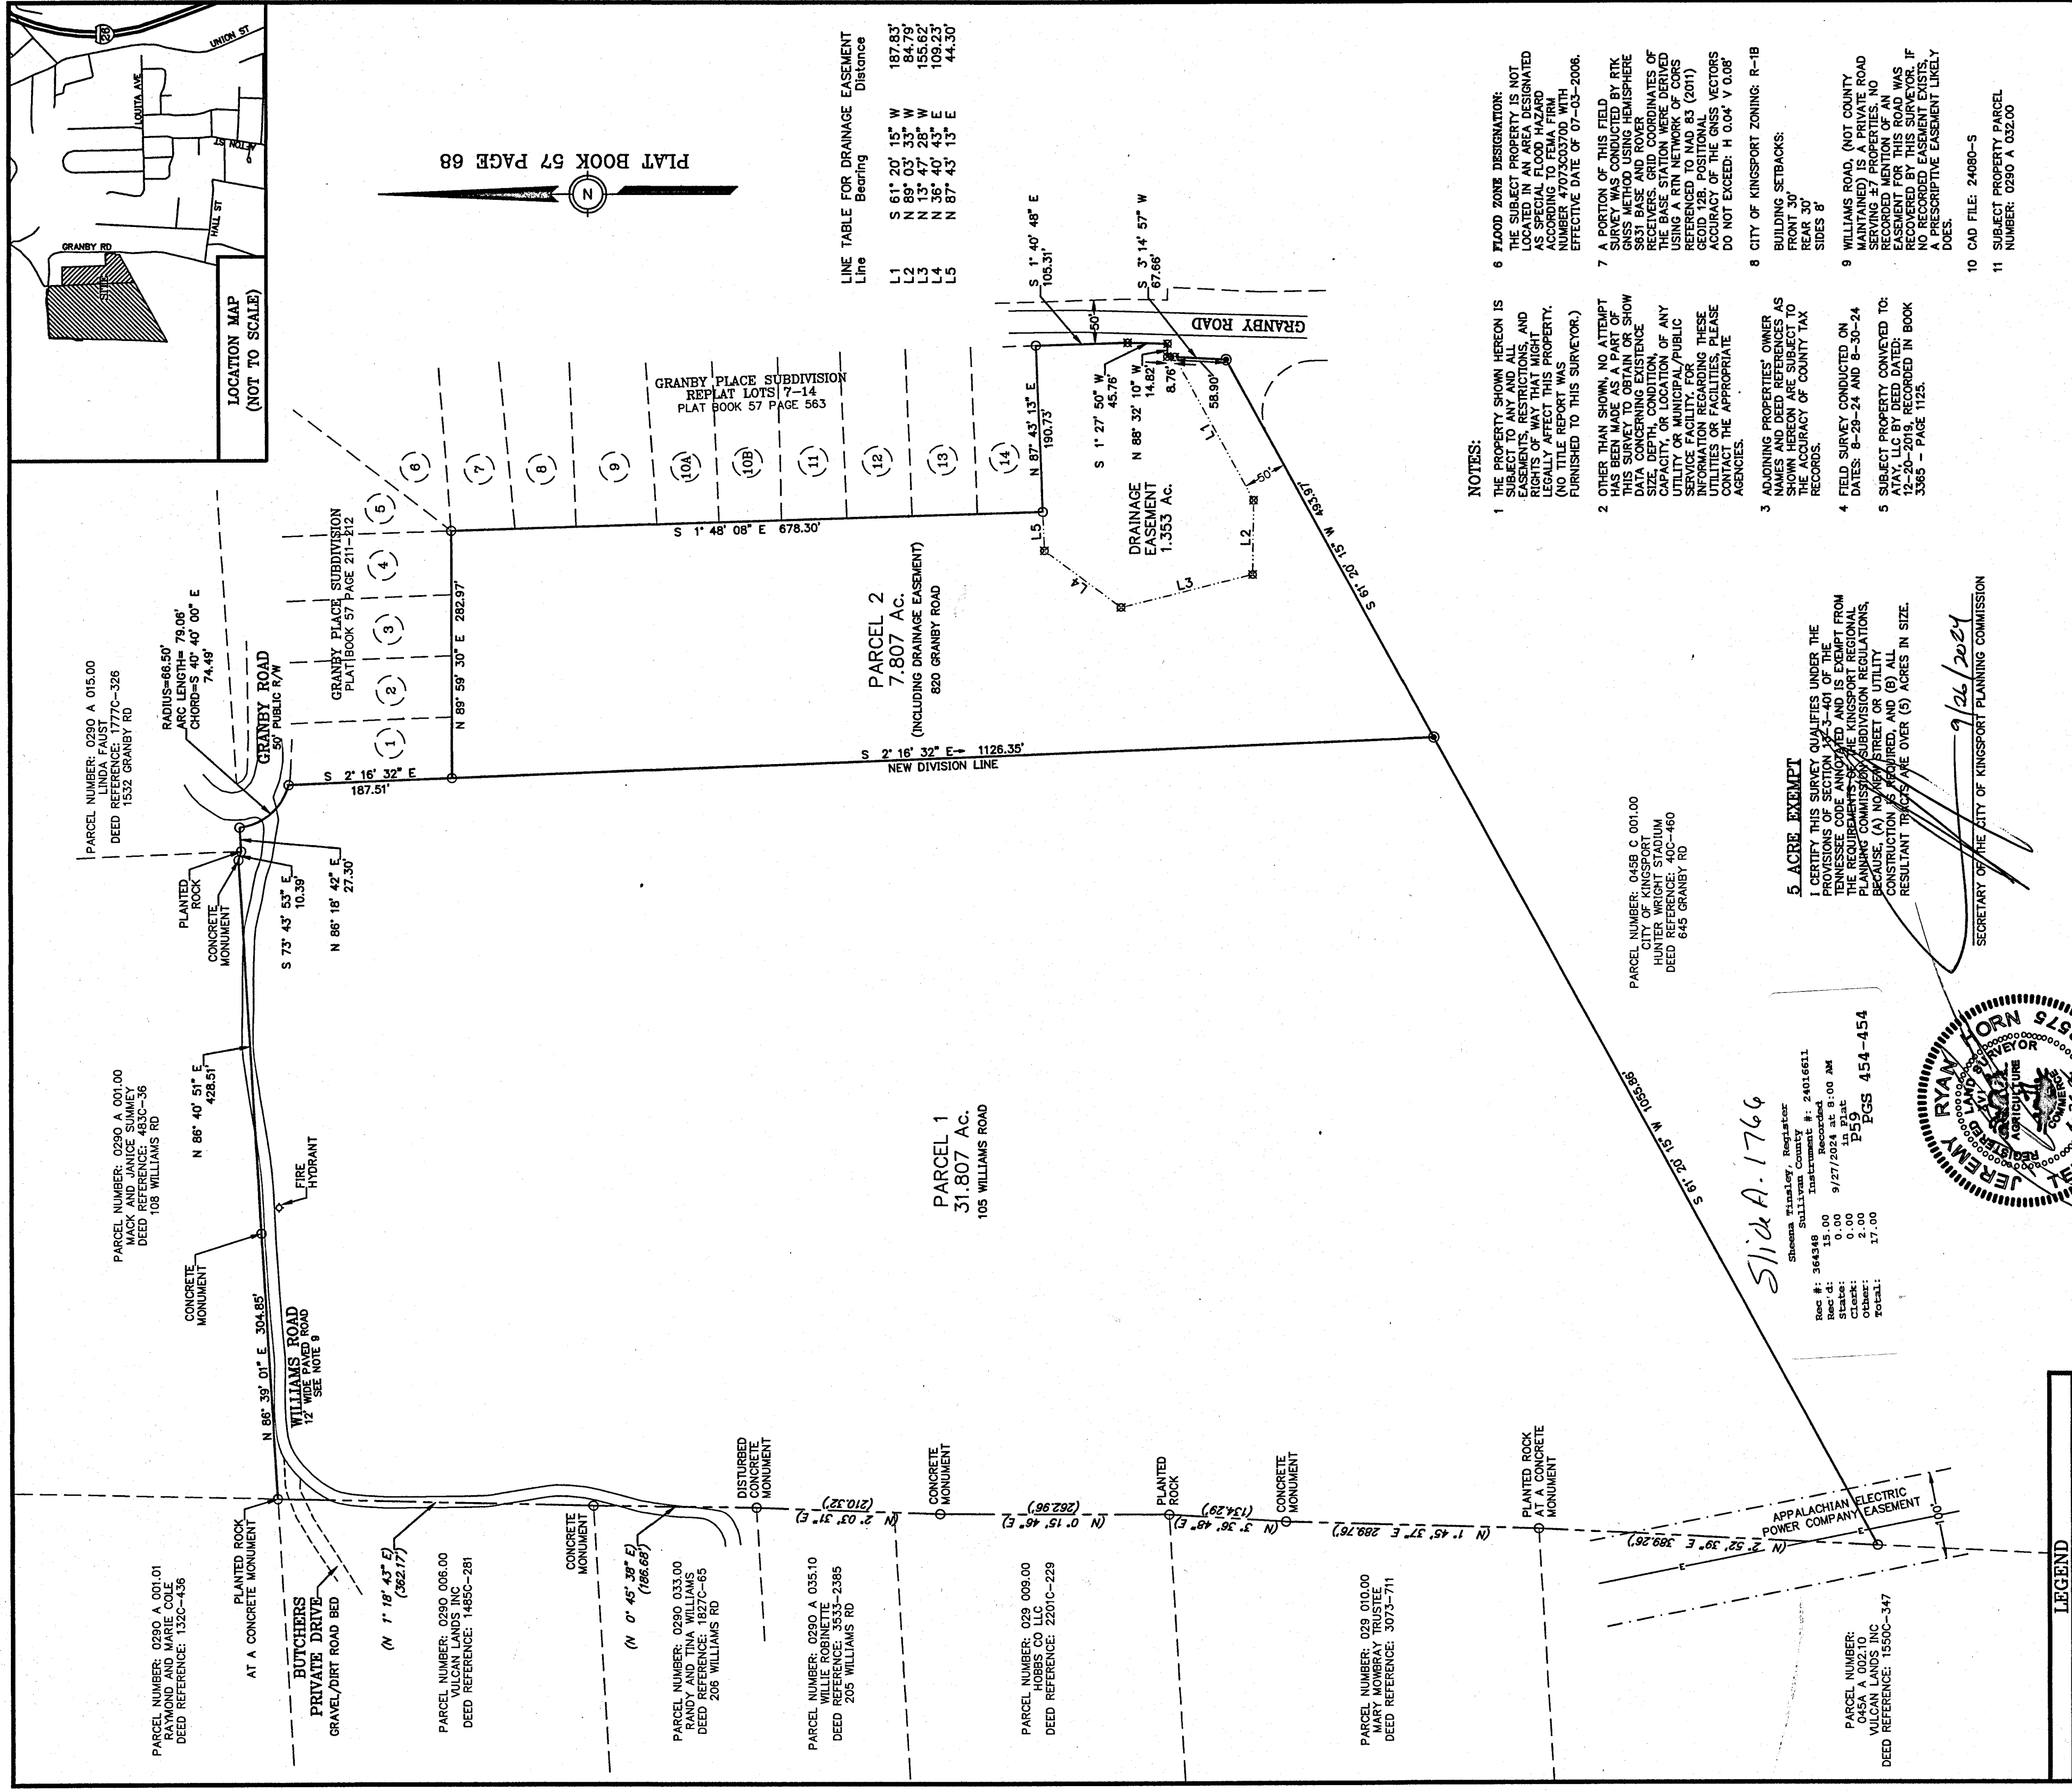 LOCATION MAP
(NOT TO SCALE)
26
UNION ST
LOUITA AVE
AFTON ST
HALL ST
GRANBY RD
SITE
PLAT BOOK 57 PAGE 68
N
LINE TABLE FOR DRAINAGE EASEMENT
Line Bearing Distance
L1 S 61° 20' 15" W 187.83'
L2 N 89° 03' 33" W 84.79'
L3 N 13° 47' 28" W 155.62'
L4 N 36° 40' 43" E 109.23'
L5 N 87° 43' 13" E 44.30'
PARCEL NUMBER: 029O A 015.00
LINDA FAUST
DEED REFERENCE: 1777C-326
1532 GRANBY RD
RADIUS=66.50'
ARC LENGTH= 79.06'
CHORD=S 40° 40' 00" E
74.49'
GRANBY ROAD
50' PUBLIC R/W
GRANBY PLACE SUBDIVISION
PLAT BOOK 57 PAGE 211-212
1
2
3
4
5
6
7
8
9
10A
10B
11
12
13
14
GRANBY PLACE SUBDIVISION
REPLAT LOTS 7-14
PLAT BOOK 57 PAGE 563
S 2° 16' 32" E
187.51'
N 89° 59' 30" E 282.97'
S 1° 48' 08" E 678.30'
N 87° 43' 13" E
190.73'
S 1° 40' 48" E
105.31'
50'
S 1° 27' 50" W
45.76'
N 88° 32' 10" W
14.82'
8.76'
S 3° 14' 57" W
67.66'
58.90'
GRANBY ROAD
DRAINAGE
EASEMENT
1.353 Ac.
L1
L2
L3
L4
L5
50'
S 61° 20' 15" W 493.97'
PARCEL 2
7.807 Ac.
(INCLUDING DRAINAGE EASEMENT)
820 GRANBY ROAD
S 2° 16' 32" E 1126.35'
NEW DIVISION LINE
PLANTED
ROCK
CONCRETE
MONUMENT
S 73° 43' 53" E
10.39'
N 86° 18' 42" E
27.30'
PARCEL NUMBER: 029O A 001.00
MACK AND JANICE SUMMEY
DEED REFERENCE: 483C-36
108 WILLIAMS RD
N 86° 40' 51" E
428.51'
FIRE
HYDRANT
CONCRETE
MONUMENT
N 86° 39' 01" E 304.85'
WILLIAMS ROAD
12' WIDE PAVED ROAD
SEE NOTE 9
PARCEL 1
31.807 Ac.
105 WILLIAMS ROAD
S 61° 20' 15" W 1055.86'
PARCEL NUMBER: 045B C 001.00
CITY OF KINGSPORT
HUNTER WRIGHT STADIUM
DEED REFERENCE: 40C-460
645 GRANBY RD
PARCEL NUMBER: 029O A 001.01
RAYMOND AND MARIE COLE
DEED REFERENCE: 132C-436
PLANTED ROCK
AT A CONCRETE MONUMENT
BUTCHERS
PRIVATE DRIVE
GRAVEL/DIRT ROAD BED
(N 1° 18' 43" E)
(362.17')
PARCEL NUMBER: 029O 006.00
VULCAN LANDS INC
DEED REFERENCE: 1485C-281
CONCRETE
MONUMENT
(N 0° 45' 38" E)
(186.68')
PARCEL NUMBER: 029O 033.00
RANDY AND TINA WILLIAMS
DEED REFERENCE: 1827C-65
206 WILLIAMS RD
DISTURBED
CONCRETE
MONUMENT
(N 2° 03' 31" E)
(210.32')
PARCEL NUMBER: 029O A 035.10
WILLIE ROBINETTE
DEED REFERENCE: 3533-2385
205 WILLIAMS RD
CONCRETE
MONUMENT
(N 0° 15' 46" E)
(262.96')
PARCEL NUMBER: 029 009.00
HOBBS CO LLC
DEED REFERENCE: 2201C-229
PLANTED
ROCK
(N 3° 36' 48" E)
(134.29')
CONCRETE
MONUMENT
(N 1° 45' 37" E 289.76')
PARCEL NUMBER: 029 010.00
MARY MOWBRAY TRUSTEE
DEED REFERENCE: 3073-711
PLANTED ROCK
AT A CONCRETE
MONUMENT
(N 2° 52' 39" E 389.26')
APPALACHIAN ELECTRIC
POWER COMPANY EASEMENT
100'
E
E
PARCEL NUMBER:
045A A 002.10
VULCAN LANDS INC
DEED REFERENCE: 1550C-347
NOTES:
1 THE PROPERTY SHOWN HEREON IS
SUBJECT TO ANY AND ALL
EASEMENTS, RESTRICTIONS, AND
RIGHTS OF WAY THAT MIGHT
LEGALLY AFFECT THIS PROPERTY.
(NO TITLE REPORT WAS
FURNISHED TO THIS SURVEYOR.)
2 OTHER THAN SHOWN, NO ATTEMPT
HAS BEEN MADE AS A PART OF
THIS SURVEY TO OBTAIN OR SHOW
DATA CONCERNING EXISTENCE
SIZE, DEPTH, CONDITION,
CAPACITY, OR LOCATION OF ANY
UTILITY OR MUNICIPAL/PUBLIC
SERVICE FACILITY. FOR
INFORMATION REGARDING THESE
UTILITIES OR FACILITIES, PLEASE
CONTACT THE APPROPRIATE
AGENCIES.
3 ADJOINING PROPERTIES' OWNER
NAMES AND DEED REFERENCES AS
SHOWN HEREON ARE SUBJECT TO
THE ACCURACY OF COUNTY TAX
RECORDS.
4 FIELD SURVEY CONDUCTED ON
DATES: 8-29-24 AND 8-30-24
5 SUBJECT PROPERTY CONVEYED TO:
ATAY, LLC BY DEED DATED:
12-20-2019, RECORDED IN BOOK
3365 - PAGE 1125.
6 FLOOD ZONE DESIGNATION:
THE SUBJECT PROPERTY IS NOT
LOCATED IN AN AREA DESIGNATED
AS SPECIAL FLOOD HAZARD
ACCORDING TO FEMA FIRM
NUMBER 47073C0370D WITH
EFFECTIVE DATE OF 07-03-2006.
7 A PORTION OF THIS FIELD
SURVEY WAS CONDUCTED BY RTK
GNSS METHOD USING HEMISPHERE
S631 BASE AND ROVER
RECEIVERS. GRID COORDINATES OF
THE BASE STATION WERE DERIVED
USING A RTN NETWORK OF CORS
REFERENCED TO NAD 83 (2011)
GEOID 12B. POSITIONAL
ACCURACY OF THE GNSS VECTORS
DO NOT EXCEED: H 0.04' V 0.08'
8 CITY OF KINGSPORT ZONING: R-1B
BUILDING SETBACKS:
FRONT 30'
REAR 30'
SIDES 8'
9 WILLIAMS ROAD, (NOT COUNTY
MAINTAINED) IS A PRIVATE ROAD
SERVING ±7 PROPERTIES. NO
RECORDED MENTION OF AN
EASEMENT FOR THIS ROAD WAS
RECOVERED BY THIS SURVEYOR. IF
NO RECORDED EASEMENT EXISTS,
A PRESCRIPTIVE EASEMENT LIKELY
DOES.
10 CAD FILE: 24080-S
11 SUBJECT PROPERTY PARCEL
NUMBER: 029O A 032.00
5 ACRE EXEMPT
I CERTIFY THIS SURVEY QUALIFIES UNDER THE
PROVISIONS OF SECTION 13-3-401 OF THE
TENNESSEE CODE ANNOTATED AND IS EXEMPT FROM
THE REQUIREMENTS OF THE KINGSPORT REGIONAL
PLANNING COMMISSION SUBDIVISION REGULATIONS,
BECAUSE, (A) NO NEW STREET OR UTILITY
CONSTRUCTION IS REQUIRED, AND (B) ALL
RESULTANT TRACTS ARE OVER (5) ACRES IN SIZE.
9/26/2024
SECRETARY OF THE CITY OF KINGSPORT PLANNING COMMISSION
Slide A-1766
Sheena Tinsley, Register
Sullivan County
Rec #: 364348 Instrument #: 24016611
Rec'd: 15.00 Recorded
State: 0.00 9/27/2024 at 8:00 AM
Clerk: 0.00 in Plat
Other: 2.00 P59
Total: 17.00 PGS 454-454
JEREMY RYAN HORN
REGISTERED LAND SURVEYOR
XVI
AGRICULTURE
COMMERCE
LEGEND